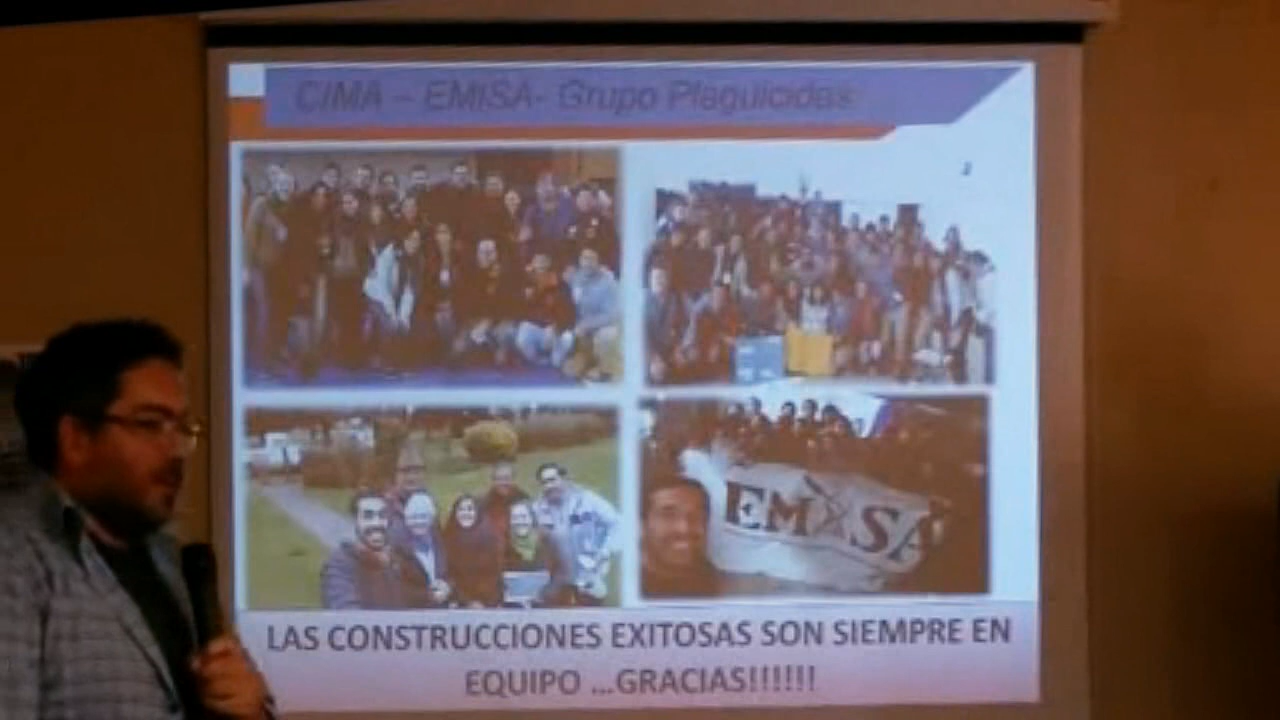 CIMA – EMISA- Grupo Plaguicidas
EMISA
LAS CONSTRUCCIONES EXITOSAS SON SIEMPRE EN
EQUIPO ...GRACIAS!!!!!!